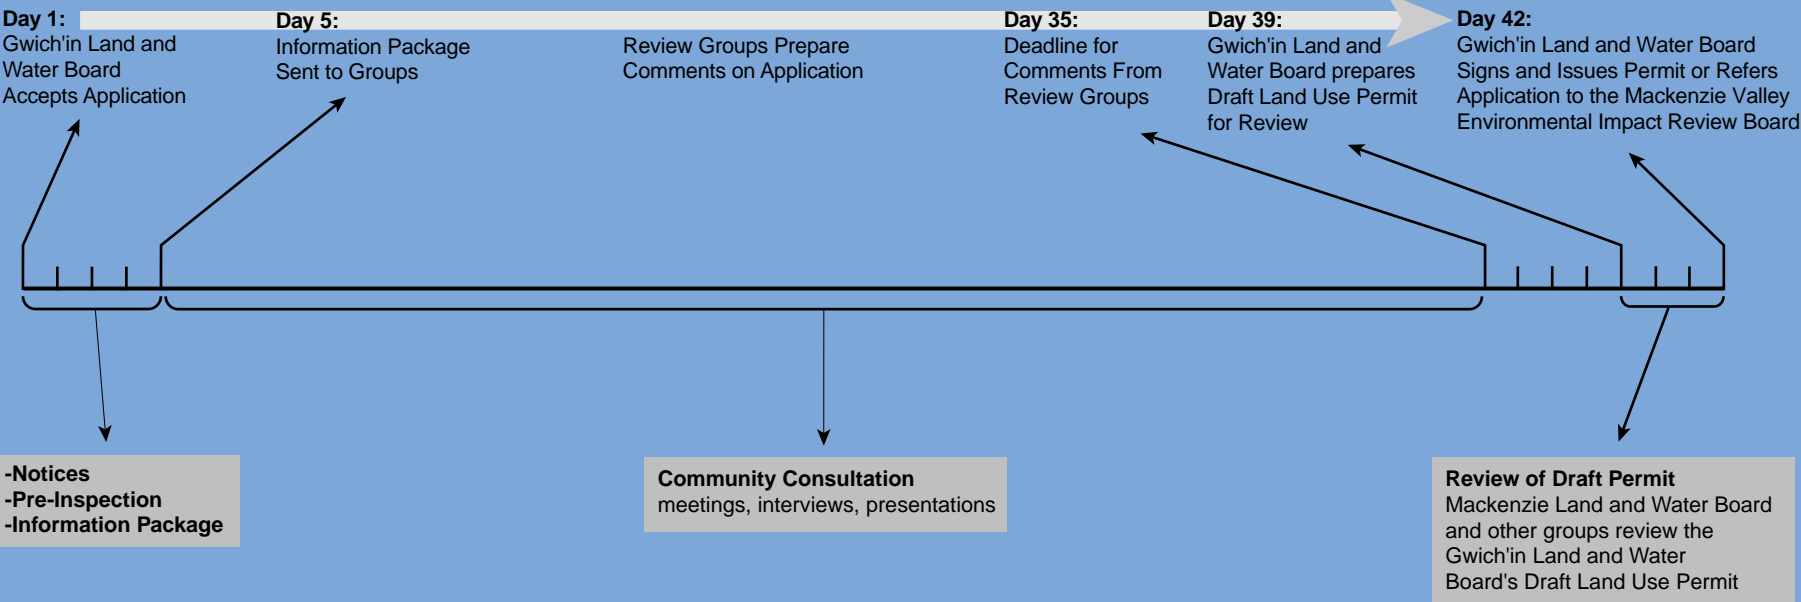 Day 1:
Gwich'in Land and
Water Board
Accepts Application
Day 5:
Information Package
Sent to Groups
Review Groups Prepare
Comments on Application
Day 35:
Deadline for
Comments From
Review Groups
Day 39:
Gwich'in Land and
Water Board prepares
Draft Land Use Permit
for Review
Day 42:
Gwich'in Land and Water Board
Signs and Issues Permit or Refers
Application to the Mackenzie Valley
Environmental Impact Review Board
-Notices
-Pre-Inspection
-Information Package
Community Consultation
meetings, interviews, presentations
Review of Draft Permit
Mackenzie Land and Water Board
and other groups review the
Gwich'in Land and Water
Board's Draft Land Use Permit